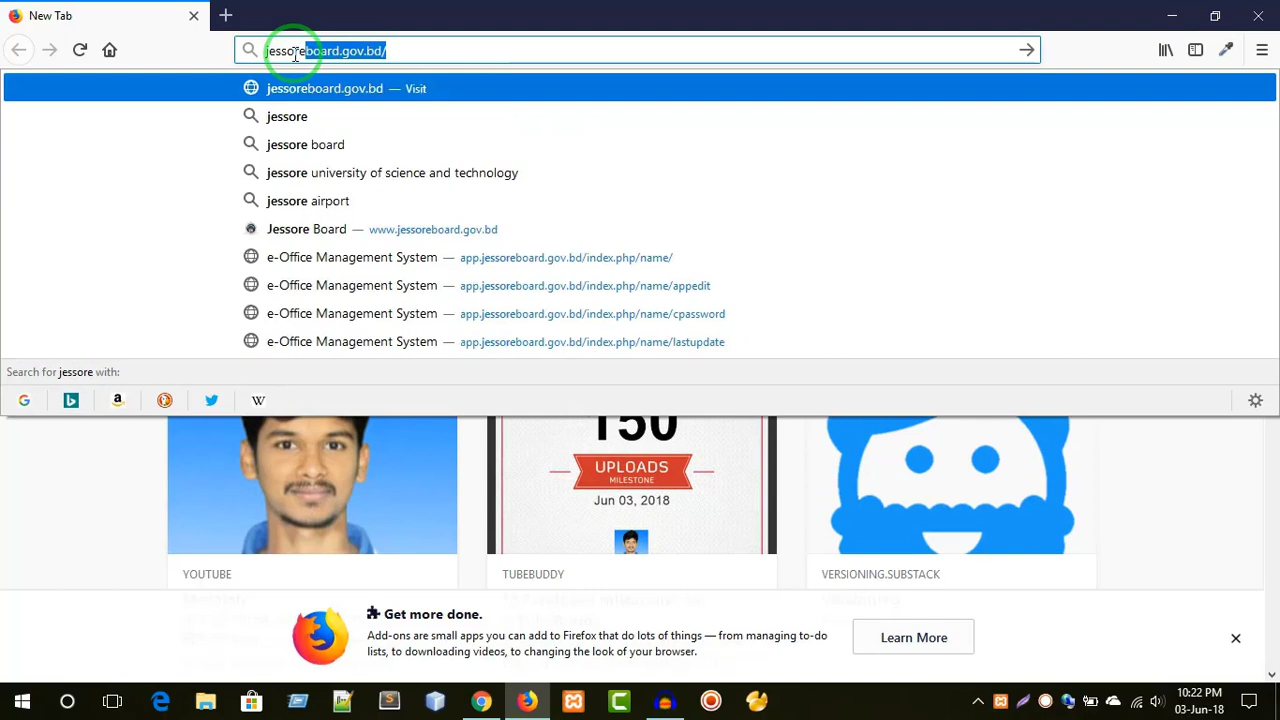 New Tab
jessoreboard.gov.bd/
jessoreboard.gov.bd — Visit
jessore
jessore board
jessore university of science and technology
jessore airport
Jessore Board — www.jessoreboard.gov.bd
e-Office Management System — app.jessoreboard.gov.bd/index.php/name/
e-Office Management System — app.jessoreboard.gov.bd/index.php/name/appedit
e-Office Management System — app.jessoreboard.gov.bd/index.php/name/cpassword
e-Office Management System — app.jessoreboard.gov.bd/index.php/name/lastupdate
Search for jessore with:
150
UPLOADS
MILESTONE
Jun 03, 2018
YOUTUBE
TUBEBUDDY
VERSIONING.SUBSTACK
Get more done.
Add-ons are small apps you can add to Firefox that do lots of things — from managing to-do
lists, to downloading videos, to changing the look of your browser.
Learn More
10:22 PM
03-Jun-18